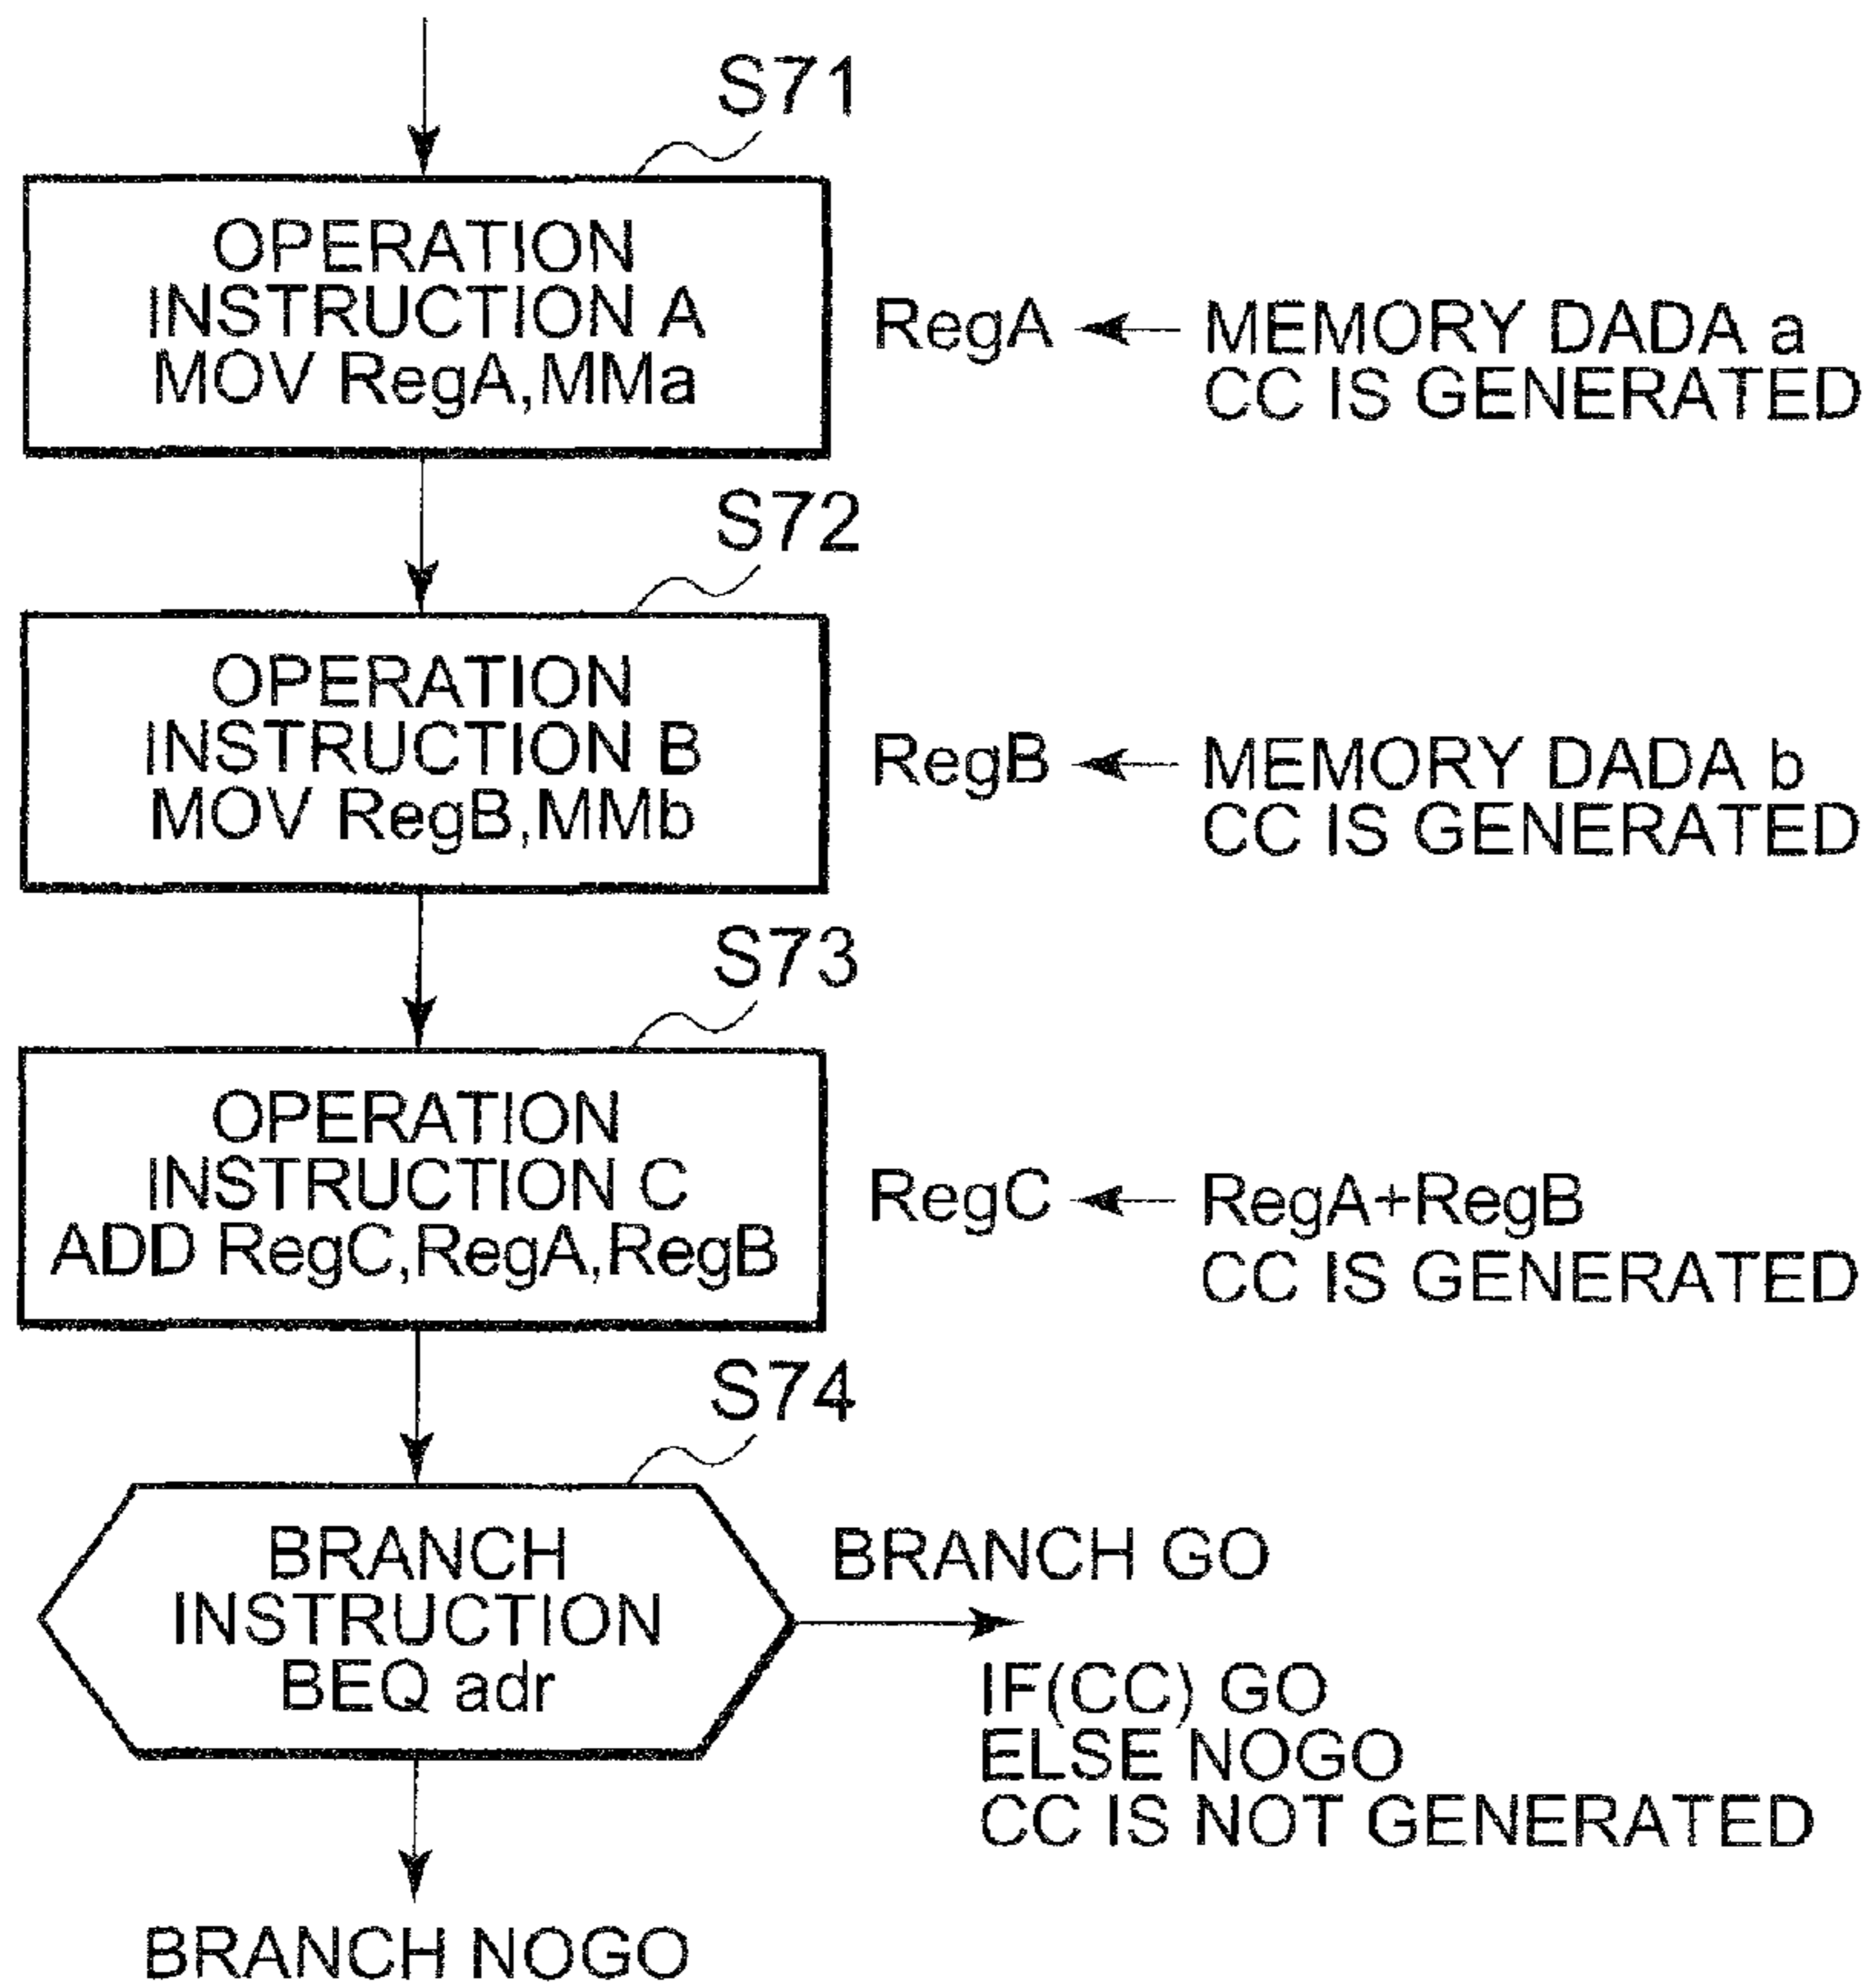 S71
OPERATION
INSTRUCTION A
MOV RegA,MMa
RegA ← MEMORY DADA a
CC IS GENERATED
S72
OPERATION
INSTRUCTION B
MOV RegB,MMb
RegB ← MEMORY DADA b
CC IS GENERATED
S73
OPERATION
INSTRUCTION C
ADD RegC,RegA,RegB
RegC ← RegA+RegB
CC IS GENERATED
S74
BRANCH
INSTRUCTION
BEQ adr
BRANCH GO
IF(CC) GO
ELSE NOGO
CC IS NOT GENERATED
BRANCH NOGO